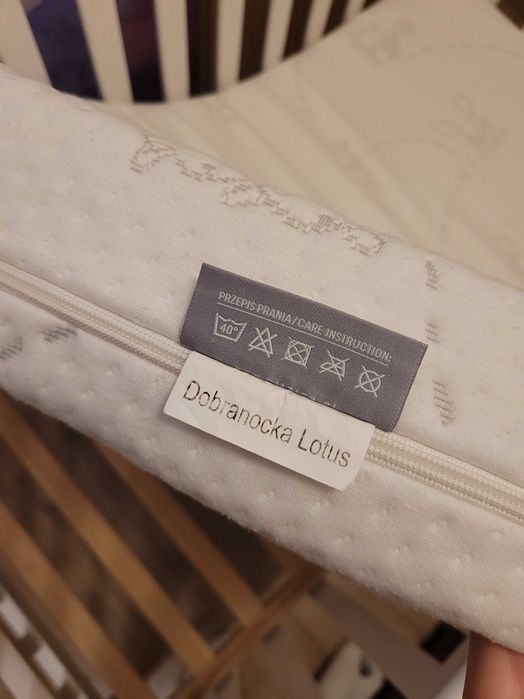 PRZEPIS PRANIA/CARE INSTRUCTION:
40°
Dobranocka Lotus